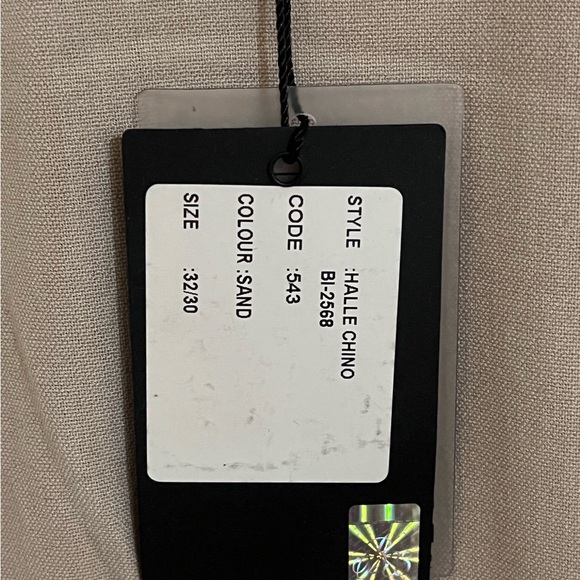 STYLE :HALLE CHINO
BI-2568
CODE :543
COLOUR :SAND
SIZE :32/30